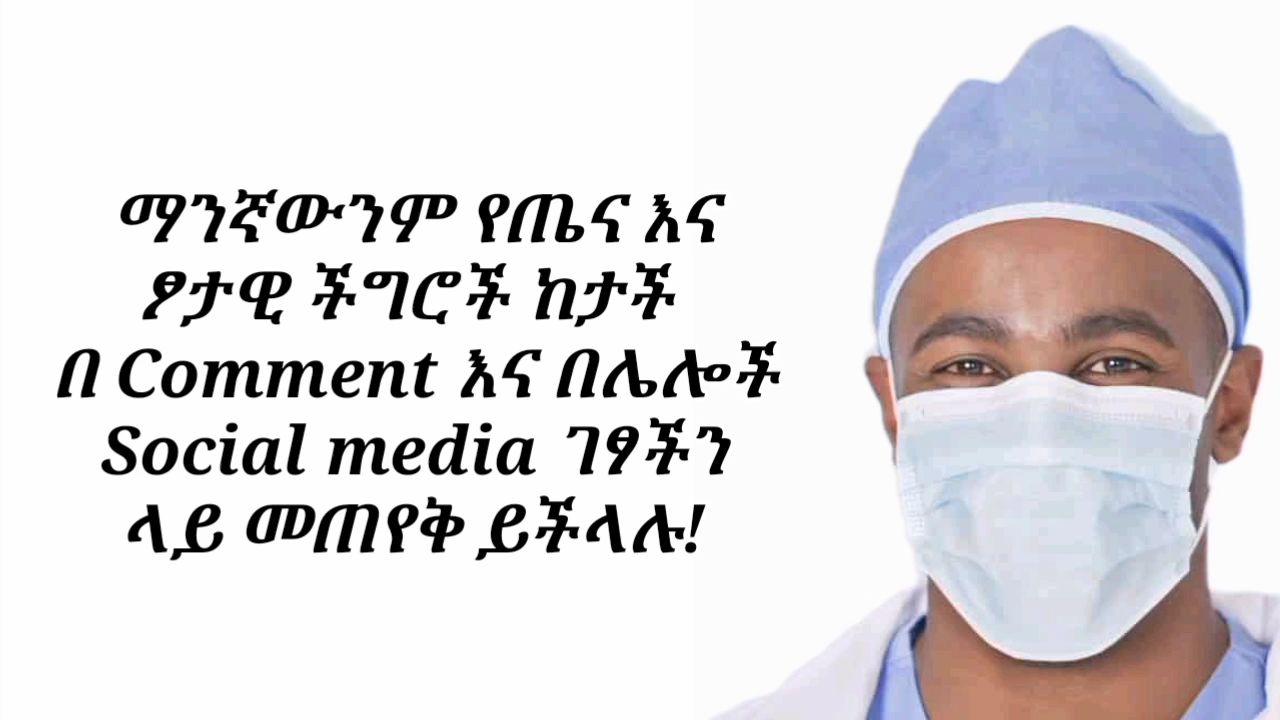 ማንኛውንም የጤና እና
ፆታዊ ችግሮች ከታች
በ Comment እና በሌሎች
Social media ገፃችን
ላይ መጠየቅ ይችላሉ!